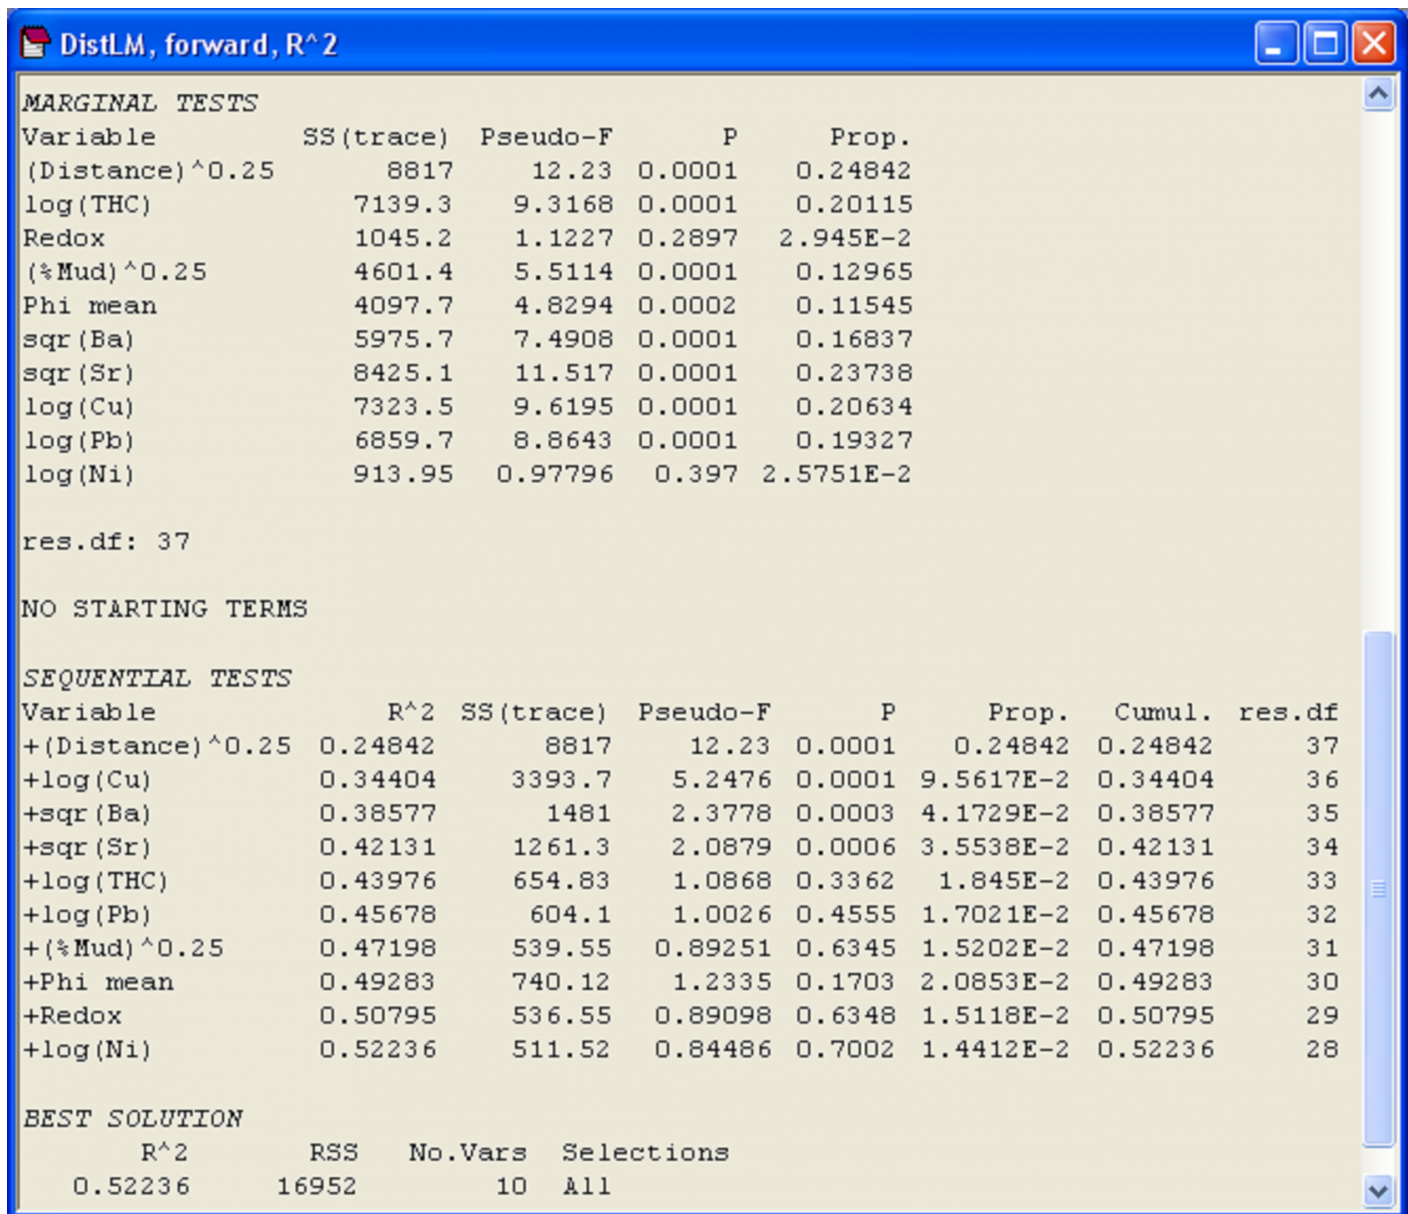 DistLM, forward, R^2
MARGINAL TESTS
Variable SS(trace) Pseudo-F P Prop.
(Distance)^0.25 8817 12.23 0.0001 0.24842
log(THC) 7139.3 9.3168 0.0001 0.20115
Redox 1045.2 1.1227 0.2897 2.945E-2
(%Mud)^0.25 4601.4 5.5114 0.0001 0.12965
Phi mean 4097.7 4.8294 0.0002 0.11545
sqr(Ba) 5975.7 7.4908 0.0001 0.16837
sqr(Sr) 8425.1 11.517 0.0001 0.23738
log(Cu) 7323.5 9.6195 0.0001 0.20634
log(Pb) 6859.7 8.8643 0.0001 0.19327
log(Ni) 913.95 0.97796 0.397 2.5751E-2
res.df: 37
NO STARTING TERMS
SEQUENTIAL TESTS
Variable R^2 SS(trace) Pseudo-F P Prop. Cumul. res.df
+(Distance)^0.25 0.24842 8817 12.23 0.0001 0.24842 0.24842 37
+log(Cu) 0.34404 3393.7 5.2476 0.0001 9.5617E-2 0.34404 36
+sqr(Ba) 0.38577 1481 2.3778 0.0003 4.1729E-2 0.38577 35
+sqr(Sr) 0.42131 1261.3 2.0879 0.0006 3.5538E-2 0.42131 34
+log(THC) 0.43976 654.83 1.0868 0.3362 1.845E-2 0.43976 33
+log(Pb) 0.45678 604.1 1.0026 0.4555 1.7021E-2 0.45678 32
+(%Mud)^0.25 0.47198 539.55 0.89251 0.6345 1.5202E-2 0.47198 31
+Phi mean 0.49283 740.12 1.2335 0.1703 2.0853E-2 0.49283 30
+Redox 0.50795 536.55 0.89098 0.6348 1.5118E-2 0.50795 29
+log(Ni) 0.52236 511.52 0.84486 0.7002 1.4412E-2 0.52236 28
BEST SOLUTION
R^2 RSS No.Vars Selections
0.52236 16952 10 All